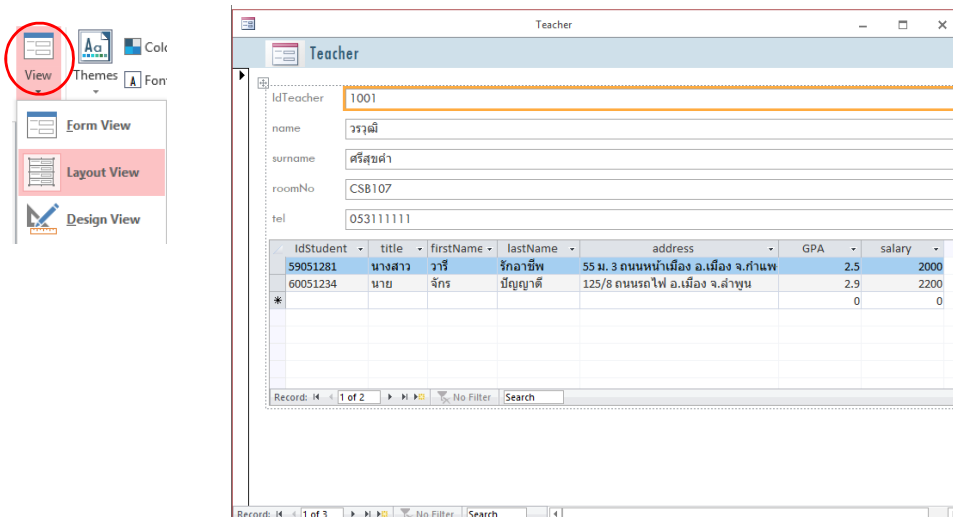 View
Themes
Aa
Colo
A Fon
Form View
Layout View
Design View
Teacher
Teacher
IdTeacher 1001
name วรวุฒิ
surname ศรีสุขคำ
roomNo CSB107
tel 053111111
IdStudent title firstName lastName address GPA salary
59051281 นางสาว วารี รักอาชีพ 55 ม. 3 ถนนหน้าเมือง อ.เมือง จ.กำแพ 2.5 2000
60051234 นาย จักร ปัญญาดี 125/8 ถนนรถไฟ อ.เมือง จ.ลำพูน 2.9 2200
0 0
Record: 1 of 2 No Filter Search
Record: 1 of 3 No Filter Search